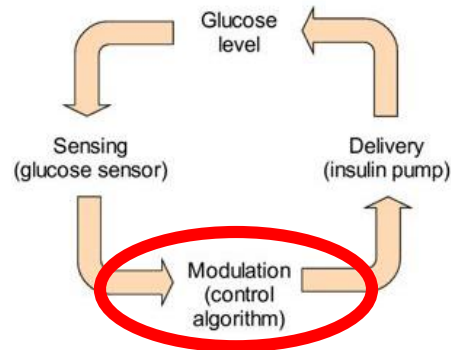 Glucose
level
Sensing
(glucose sensor)
Delivery
(insulin pump)
Modulation
(control
algorithm)